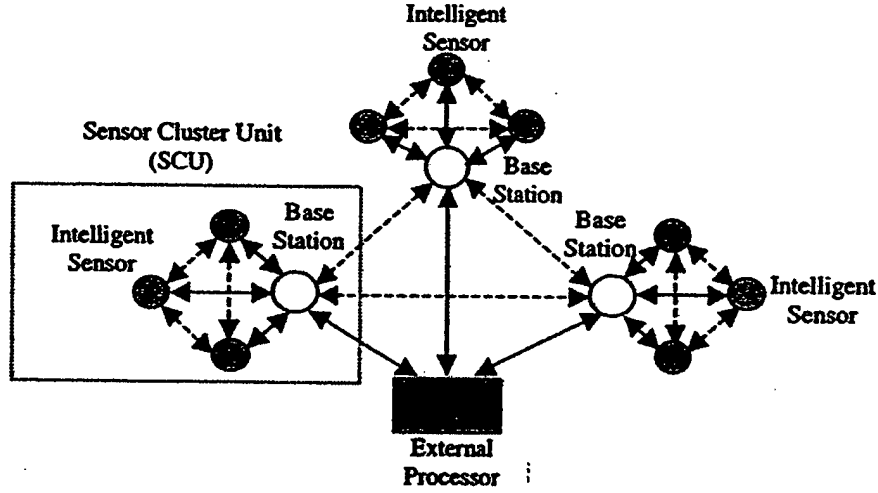 Intelligent
Sensor
Sensor Cluster Unit
(SCU)
Base
Station
Intelligent
Sensor
Base
Station
Base
Station
Intelligent
Sensor
External
Processor